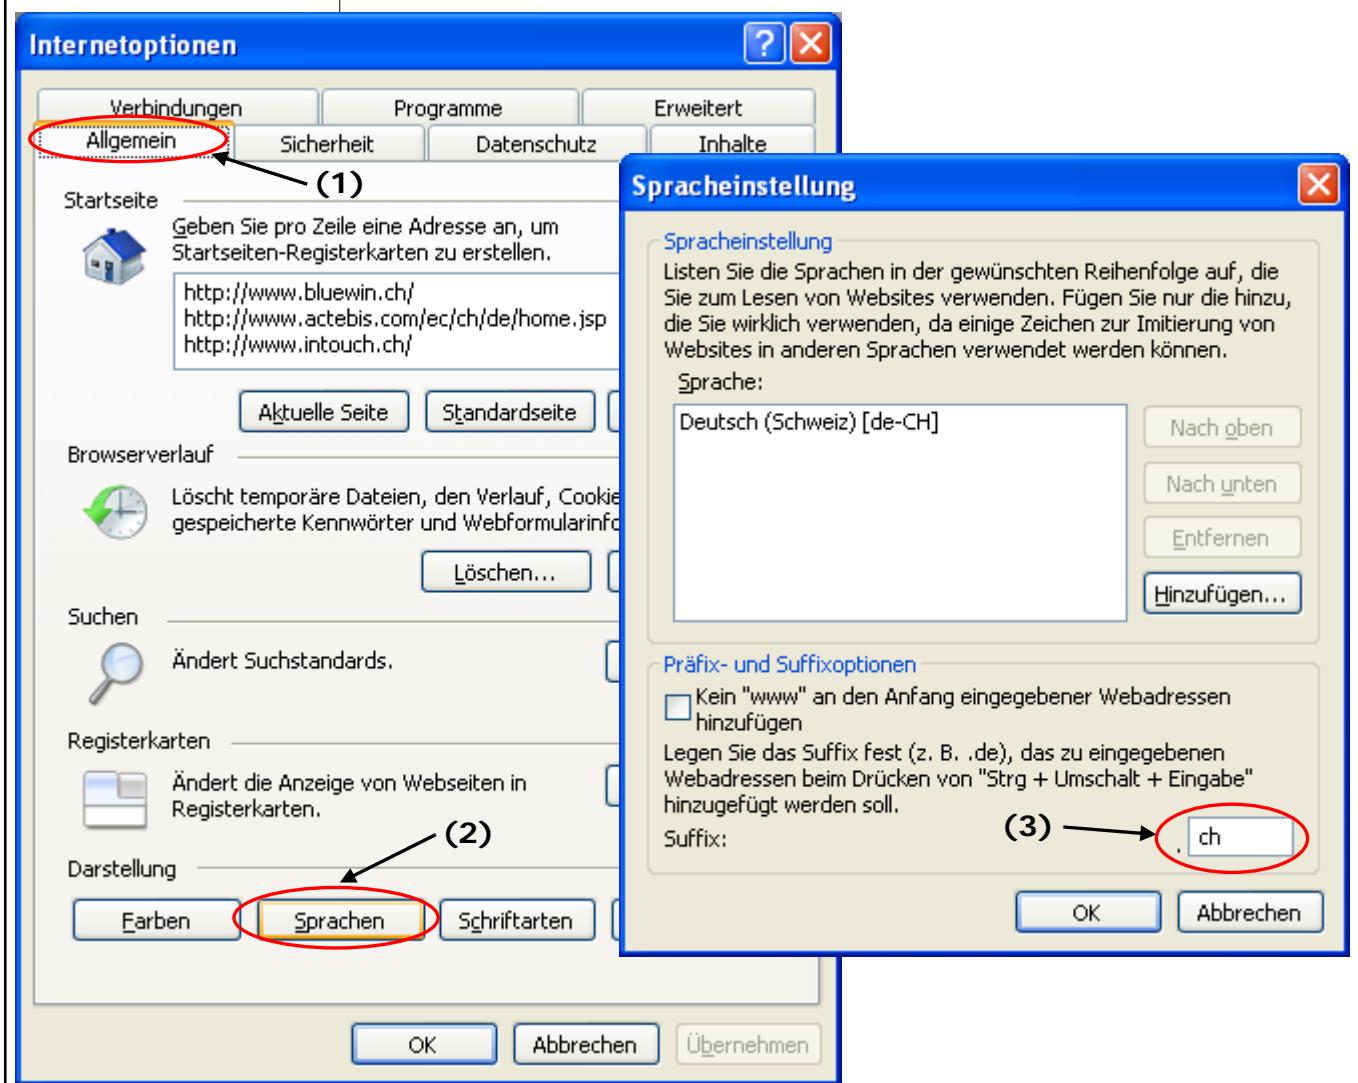 Internetoptionen
?
Verbindungen
Programme
Erweitert
Allgemein
Sicherheit
Datenschutz
Inhalte
(1)
Startseite
Geben Sie pro Zeile eine Adresse an, um
Startseiten-Registerkarten zu erstellen.
http://www.bluewin.ch/
http://www.actebis.com/ec/ch/de/home.jsp
http://www.intouch.ch/
Aktuelle Seite
Standardseite
Browserverlauf
Löscht temporäre Dateien, den Verlauf, Cookie
gespeicherte Kennwörter und Webformularinfo
Löschen...
Suchen
Ändert Suchstandards.
Registerkarten
Ändert die Anzeige von Webseiten in
Registerkarten.
(2)
Darstellung
Farben
Sprachen
Schriftarten
OK
Abbrechen
Übernehmen
Spracheinstellung
Spracheinstellung
Listen Sie die Sprachen in der gewünschten Reihenfolge auf, die
Sie zum Lesen von Websites verwenden. Fügen Sie nur die hinzu,
die Sie wirklich verwenden, da einige Zeichen zur Imitierung von
Websites in anderen Sprachen verwendet werden können.
Sprache:
Deutsch (Schweiz) [de-CH]
Nach oben
Nach unten
Entfernen
Hinzufügen...
Präfix- und Suffixoptionen
Kein "www" an den Anfang eingegebener Webadressen
hinzufügen
Legen Sie das Suffix fest (z. B. .de), das zu eingegebenen
Webadressen beim Drücken von "Strg + Umschalt + Eingabe"
hinzugefügt werden soll.
(3)
Suffix:
. ch
OK
Abbrechen